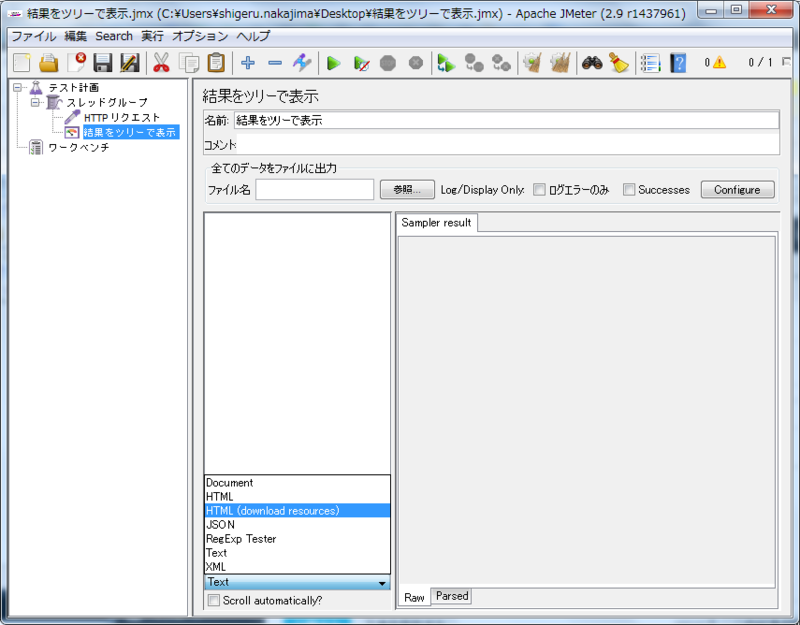 結果をツリーで表示.jmx (C:¥Users¥shigeru.nakajima¥Desktop¥結果をツリーで表示.jmx) - Apache JMeter (2.9 r1437961)
ファイル 編集 Search 実行 オプション ヘルプ
0 0 / 1
テスト計画
スレッドグループ
HTTP リクエスト
結果をツリーで表示
ワークベンチ
結果をツリーで表示
名前: 結果をツリーで表示
コメント
全てのデータをファイルに出力
ファイル名 参照... Log/Display Only: ログエラーのみ Successes Configure
Sampler result
Document
HTML
HTML (download resources)
JSON
RegExp Tester
Text
XML
Text
Scroll automatically?
Raw Parsed